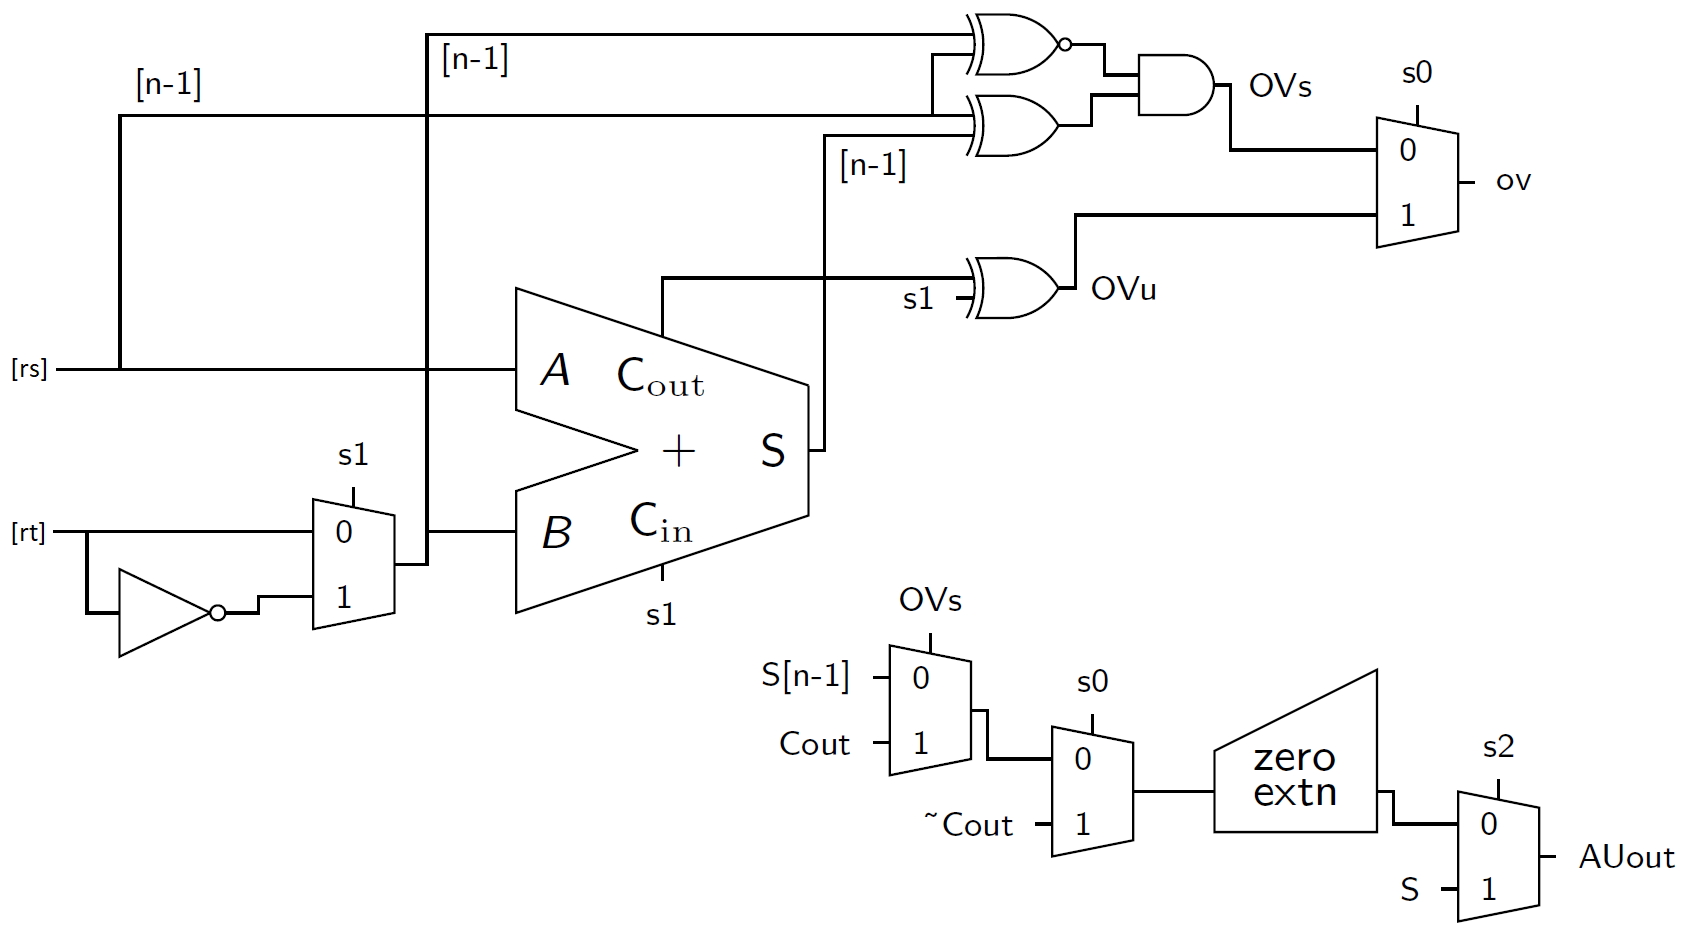 s0
[n-1]
[n-1]
OVs
0
ov
[n-1]
1
s1
OVu
[rs]
A
Cout
s1
+
S
[rt]
0
B
Cin
1
s1
OVs
S[n-1]
0
s0
Cout
1
0
zero
extn
s2
˜Cout
1
0
AUout
S
1